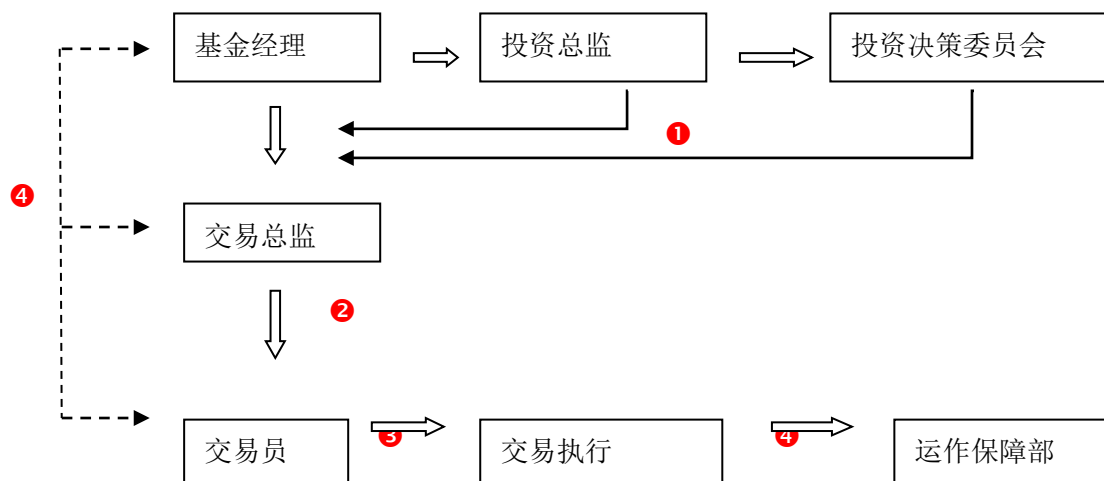 基金经理
投资总监
投资决策委员会
❶
❹
交易总监
❷
交易员
❸
交易执行
❹
运作保障部